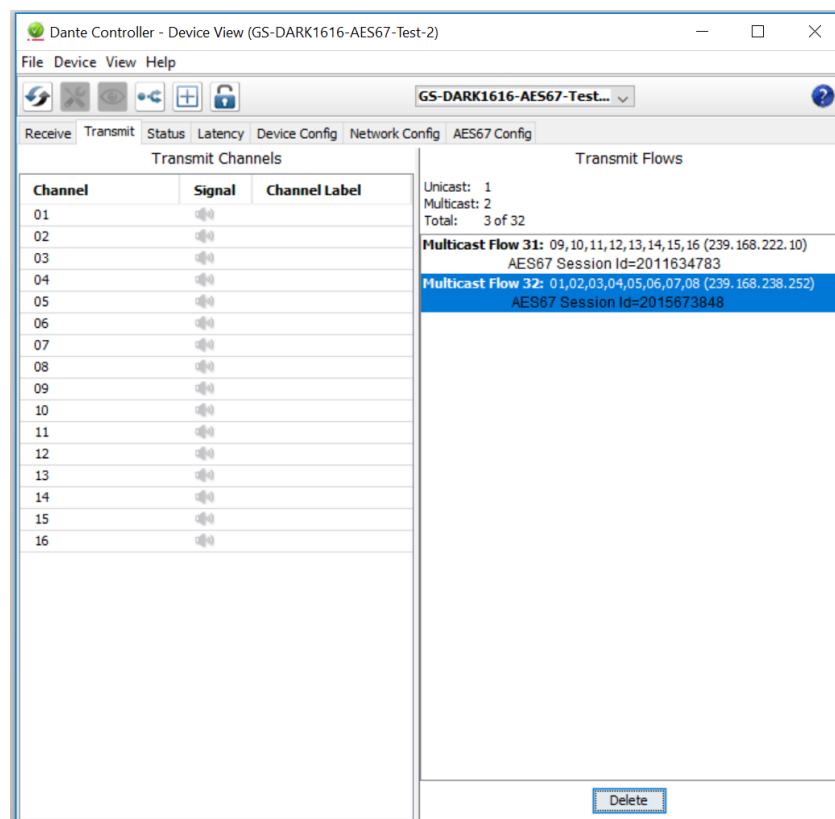 Dante Controller - Device View (GS-DARK1616-AES67-Test-2)
File Device View Help
GS-DARK1616-AES67-Test...
?
Receive Transmit Status Latency Device Config Network Config AES67 Config
Transmit Channels
Channel Signal Channel Label
01
02
03
04
05
06
07
08
09
10
11
12
13
14
15
16
Transmit Flows
Unicast: 1
Multicast: 2
Total: 3 of 32
Multicast Flow 31: 09,10,11,12,13,14,15,16 (239.168.222.10)
AES67 Session Id=2011634783
Multicast Flow 32: 01,02,03,04,05,06,07,08 (239.168.238.252)
AES67 Session Id=2015673848
Delete